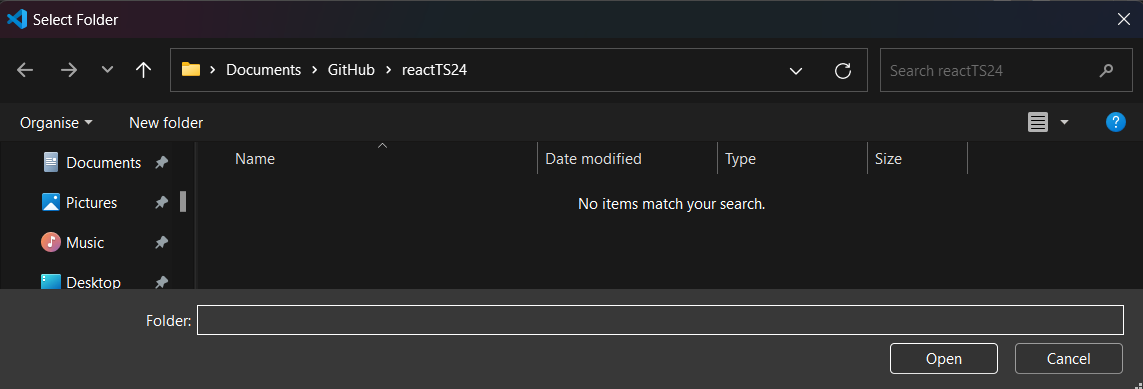 Select Folder
Documents > GitHub > reactTS24
Search reactTS24
Organise
New folder
?
Documents
Pictures
Music
Desktop
Name
Date modified
Type
Size
No items match your search.
Folder:
Open
Cancel